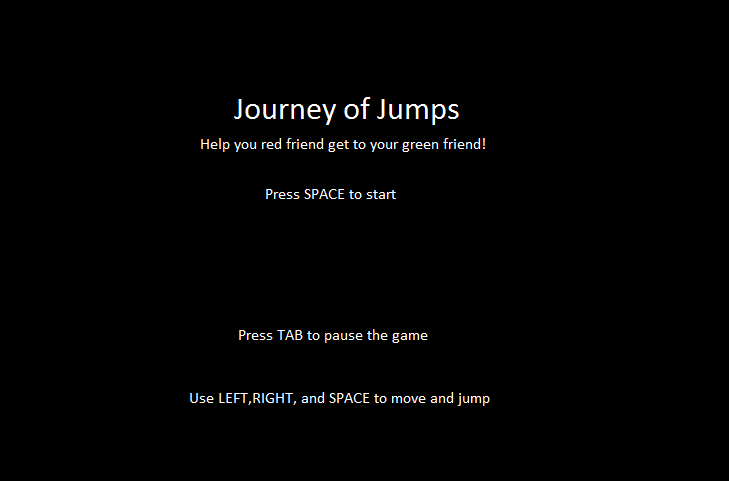 Journey of Jumps
Help you red friend get to your green friend!
Press SPACE to start
Press TAB to pause the game
Use LEFT,RIGHT, and SPACE to move and jump